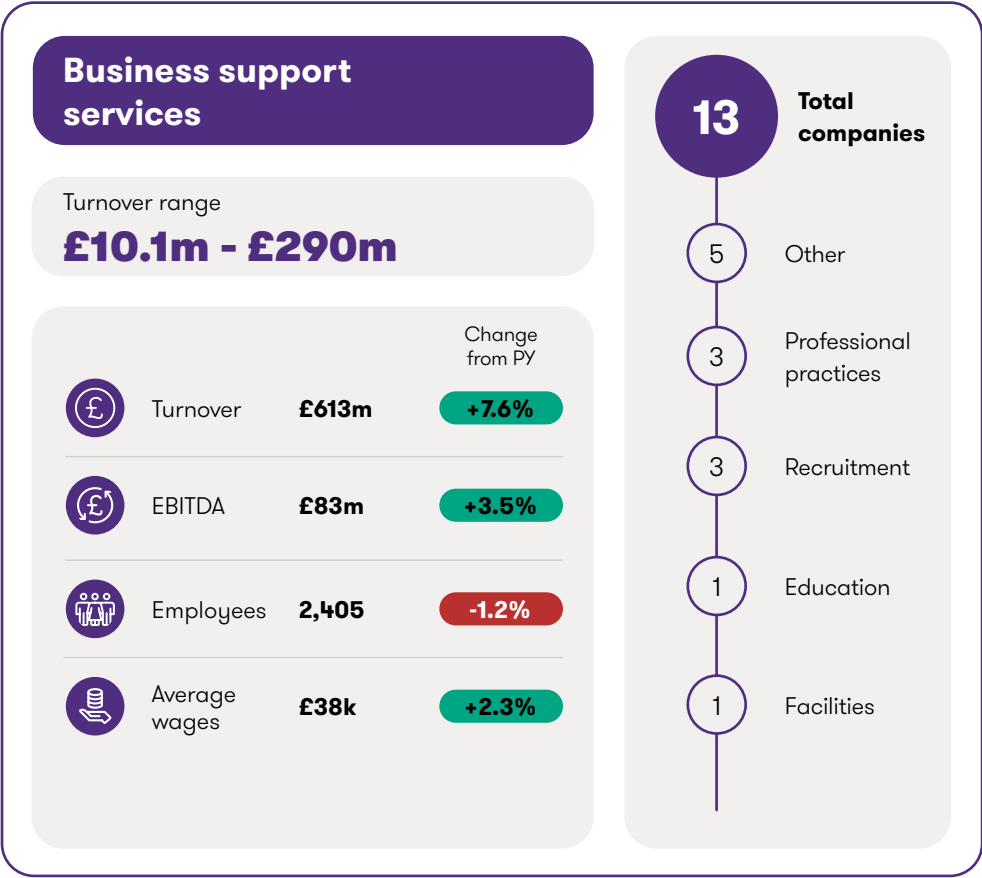 Business support
services
Turnover range
£10.1m - £290m
Change
from PY
£
Turnover £613m +7.6%
£
EBITDA £83m +3.5%
Employees 2,405 -1.2%
Average
wages
£38k +2.3%
13
Total
companies
5 Other
3 Professional
practices
3 Recruitment
1 Education
1 Facilities